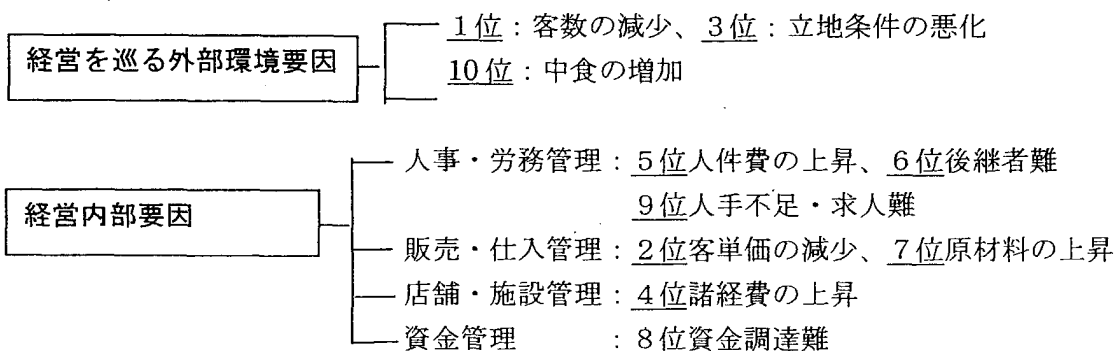 1位：客数の減少、3位：立地条件の悪化
経営を巡る外部環境要因
10位：中食の増加
人事・労務管理：5位人件費の上昇、6位後継者難
9位人手不足・求人難
経営内部要因
販売・仕入管理：2位客単価の減少、7位原材料の上昇
店舗・施設管理：4位諸経費の上昇
資金管理　　　：8位資金調達難